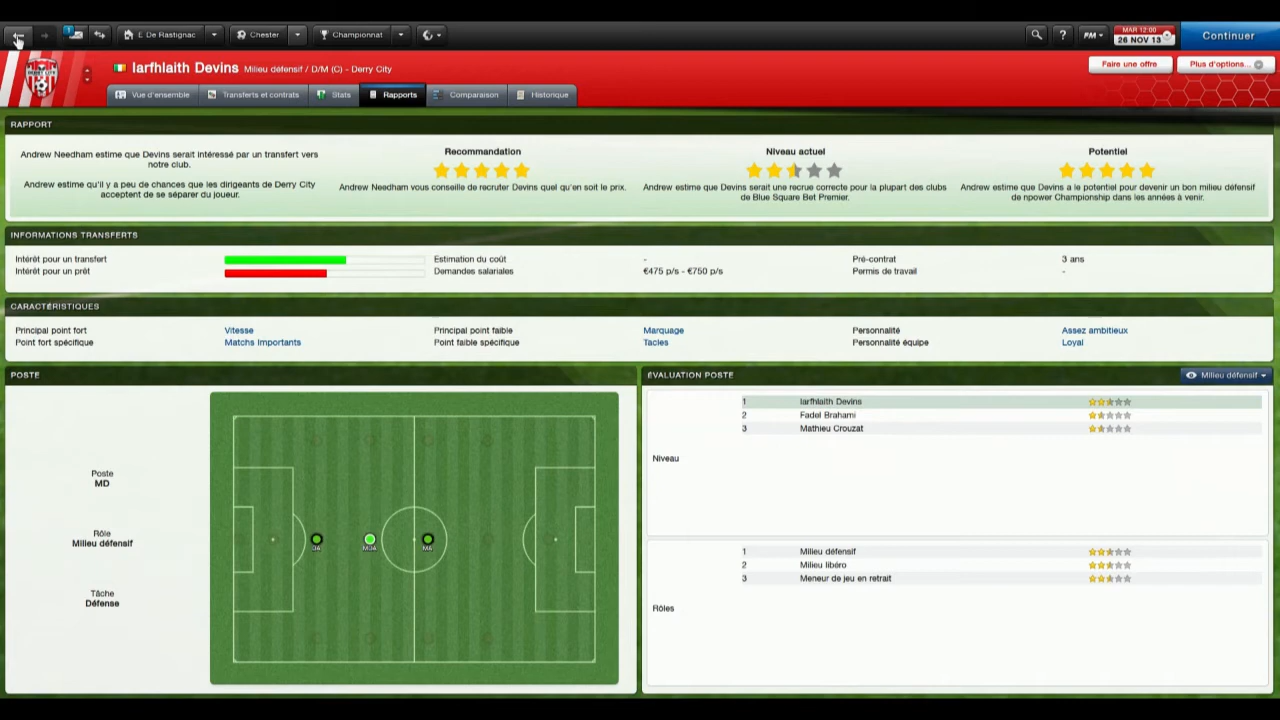 1
E. De Rastignac
Chester
Championnat
?
FM
MAR 12:00
26 NOV 13
Continuer
DERRY CITY
Iarfhlaith Devins Milieu défensif / D/M (C) - Derry City
Faire une offre
Plus d'options...
Vue d'ensemble
Transferts et contrats
Stats
Rapports
Comparaison
Historique
RAPPORT
Andrew Needham estime que Devins serait intéressé par un transfert vers
notre club.
Andrew estime qu'il y a peu de chances que les dirigeants de Derry City
acceptent de se séparer du joueur.
Recommandation
Andrew Needham vous conseille de recruter Devins quel qu'en soit le prix.
Niveau actuel
Andrew estime que Devins serait une recrue correcte pour la plupart des clubs
de Blue Square Bet Premier.
Potentiel
Andrew estime que Devins a le potentiel pour devenir un bon milieu défensif
de npower Championship dans les années à venir.
INFORMATIONS TRANSFERTS
Intérêt pour un transfert
Estimation du coût
-
Pré-contrat
3 ans
Intérêt pour un prêt
Demandes salariales
€475 p/s - €750 p/s
Permis de travail
-
CARACTÉRISTIQUES
Principal point fort
Vitesse
Principal point faible
Marquage
Personnalité
Assez ambitieux
Point fort spécifique
Matchs Importants
Point faible spécifique
Tacles
Personnalité équipe
Loyal
POSTE
Poste
MD
Rôle
Milieu défensif
Tâche
Défense
DA
MDA
MA
ÉVALUATION POSTE
Milieu défensif
1 Iarfhlaith Devins
2 Fadel Brahami
3 Mathieu Crouzat
Niveau
1 Milieu défensif
2 Milieu libéro
3 Meneur de jeu en retrait
Rôles